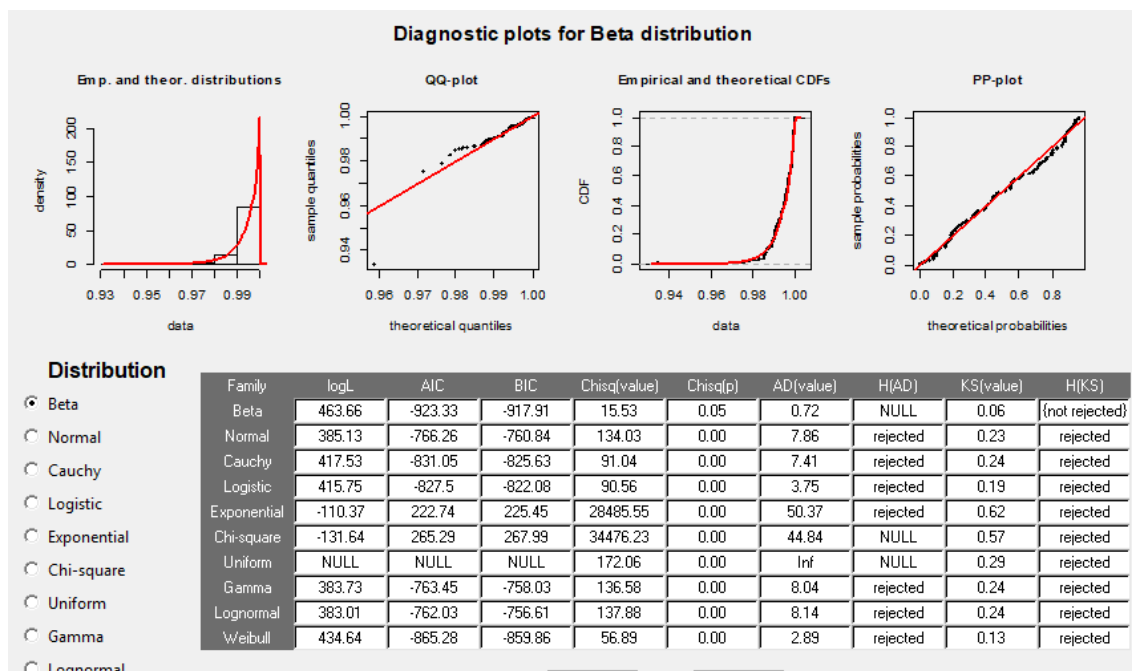 Diagnostic plots for Beta distribution
Emp. and theor. distributions
QQ-plot
Empirical and theoretical CDFs
PP-plot
density
0 50 100 150 200
0.93 0.95 0.97 0.99
data
sample quantiles
0.94 0.96 0.98 1.00
0.96 0.97 0.98 0.99 1.00
theoretical quantiles
CDF
0.0 0.2 0.4 0.6 0.8 1.0
0.94 0.96 0.98 1.00
data
sample probabilities
0.0 0.2 0.4 0.6 0.8 1.0
0.0 0.2 0.4 0.6 0.8
theoretical probabilities
Distribution
Beta
Normal
Cauchy
Logistic
Exponential
Chi-square
Uniform
Gamma
Lognormal
Family logL AIC BIC Chisq(value) Chisq(p) AD(value) H(AD) KS(value) H(KS)
Beta 463.66 -923.33 -917.91 15.53 0.05 0.72 NULL 0.06 {not rejected}
Normal 385.13 -766.26 -760.84 134.03 0.00 7.86 rejected 0.23 rejected
Cauchy 417.53 -831.05 -825.63 91.04 0.00 7.41 rejected 0.24 rejected
Logistic 415.75 -827.5 -822.08 90.56 0.00 3.75 rejected 0.19 rejected
Exponential -110.37 222.74 225.45 28485.55 0.00 50.37 rejected 0.62 rejected
Chi-square -131.64 265.29 267.99 34476.23 0.00 44.84 NULL 0.57 rejected
Uniform NULL NULL NULL 172.06 0.00 Inf NULL 0.29 rejected
Gamma 383.73 -763.45 -758.03 136.58 0.00 8.04 rejected 0.24 rejected
Lognormal 383.01 -762.03 -756.61 137.88 0.00 8.14 rejected 0.24 rejected
Weibull 434.64 -865.28 -859.86 56.89 0.00 2.89 rejected 0.13 rejected